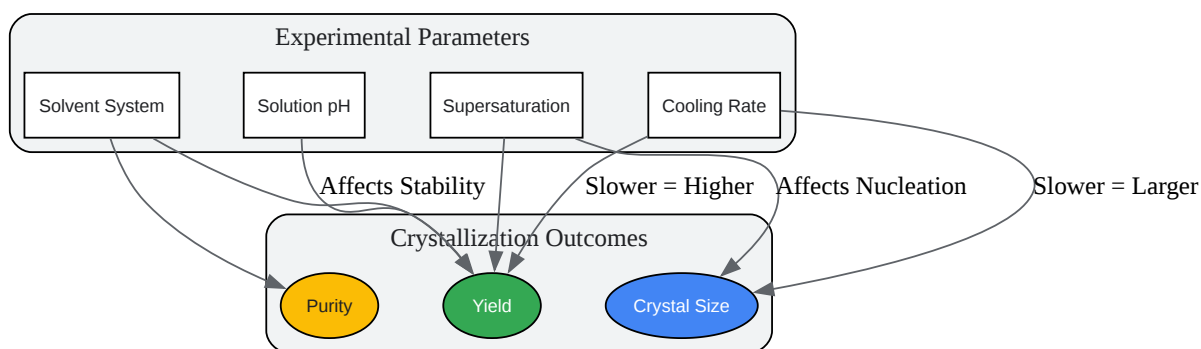 Experimental Parameters
Solvent System
Solution pH
Supersaturation
Cooling Rate
Affects Stability
Slower = Higher
Affects Nucleation
Slower = Larger
Crystallization Outcomes
Purity
Yield
Crystal Size